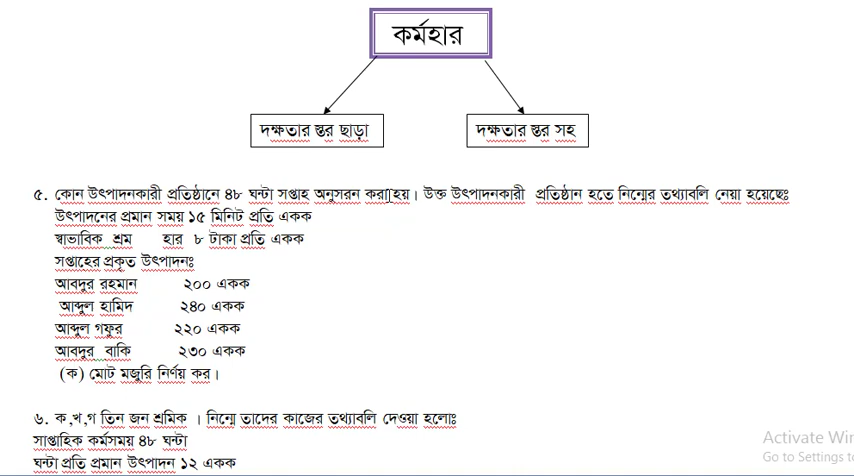 কর্মহার
দক্ষতার স্তর ছাড়া
দক্ষতার স্তর সহ
৫. কোন উৎপাদনকারী প্রতিষ্ঠানে ৪৮ ঘন্টা সপ্তাহ অনুসরন করা হয়। উক্ত উৎপাদনকারী প্রতিষ্ঠান হতে নিন্মের তথ্যাবলি নেয়া হয়েছেঃ
উৎপাদনের প্রমান সময় ১৫ মিনিট প্রতি একক
স্বাভাবিক শ্রম হার ৮ টাকা প্রতি একক
সপ্তাহের প্রকৃত উৎপাদনঃ
আবদুর রহমান ২০০ একক
আব্দুল হামিদ ২৪০ একক
আব্দুল গফুর ২২০ একক
আবদুর বাকি ২৩০ একক
(ক) মোট মজুরি নির্ণয় কর।
৬. ক,খ,গ তিন জন শ্রমিক । নিন্মে তাদের কাজের তথ্যাবলি দেওয়া হলোঃ
সাপ্তাহিক কর্মসময় ৪৮ ঘন্টা
ঘন্টা প্রতি প্রমান উৎপাদন ১২ একক
Activate Win
Go to Settings to